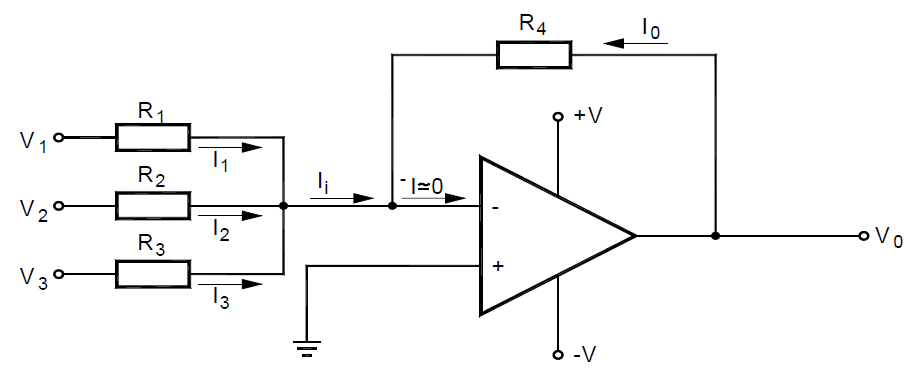 R4
I0
R1
+V
V1
I1
R2
Ii
- I≃0
-
V2
I2
V0
R3
+
V3
I3
-V